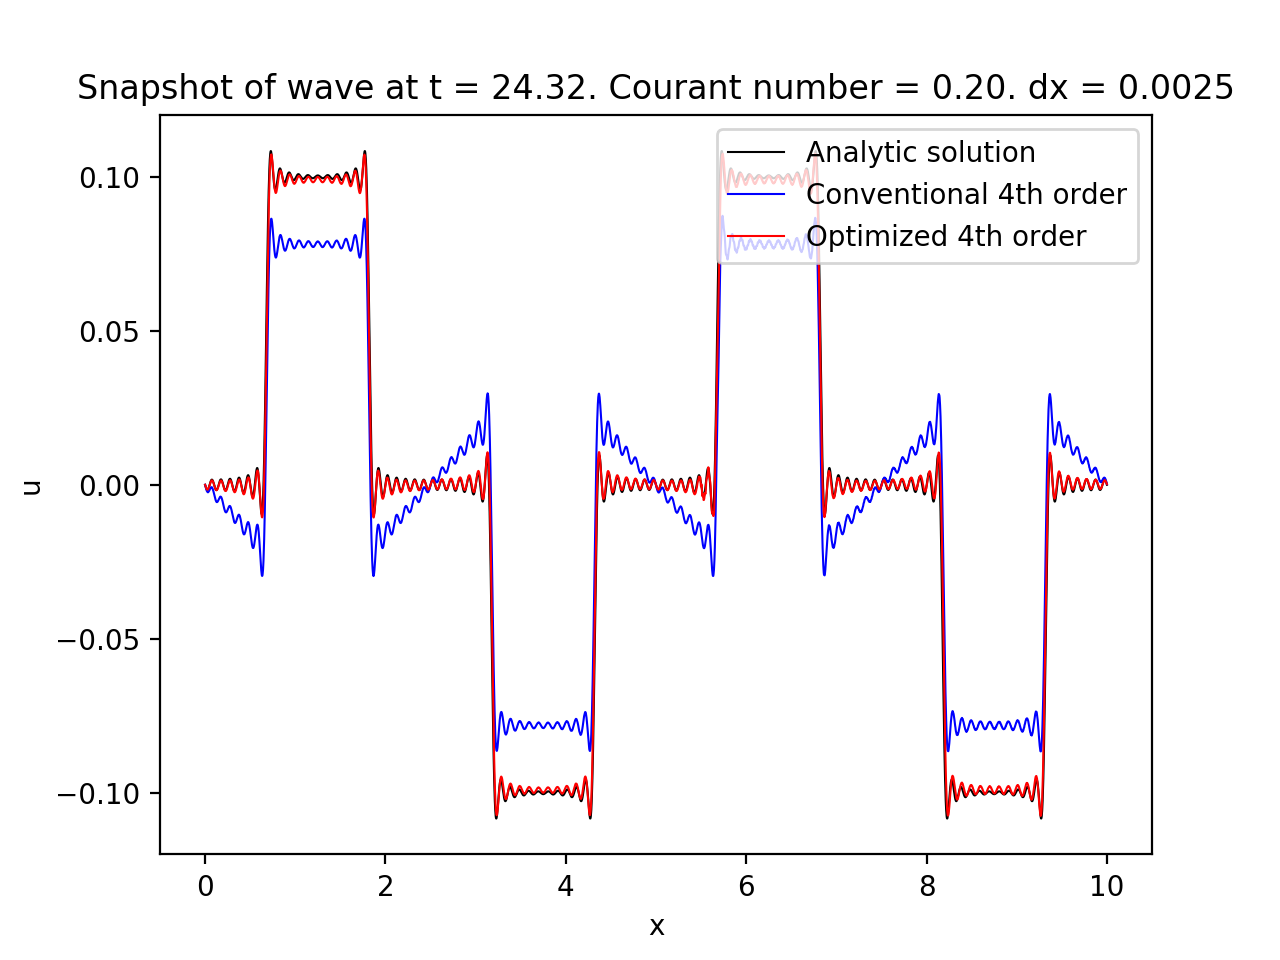 Snapshot of wave at t = 24.32. Courant number = 0.20. dx = 0.0025
Analytic solution
Conventional 4th order
Optimized 4th order
0.10
0.05
0.00
−0.05
−0.10
u
0 2 4 6 8 10
x